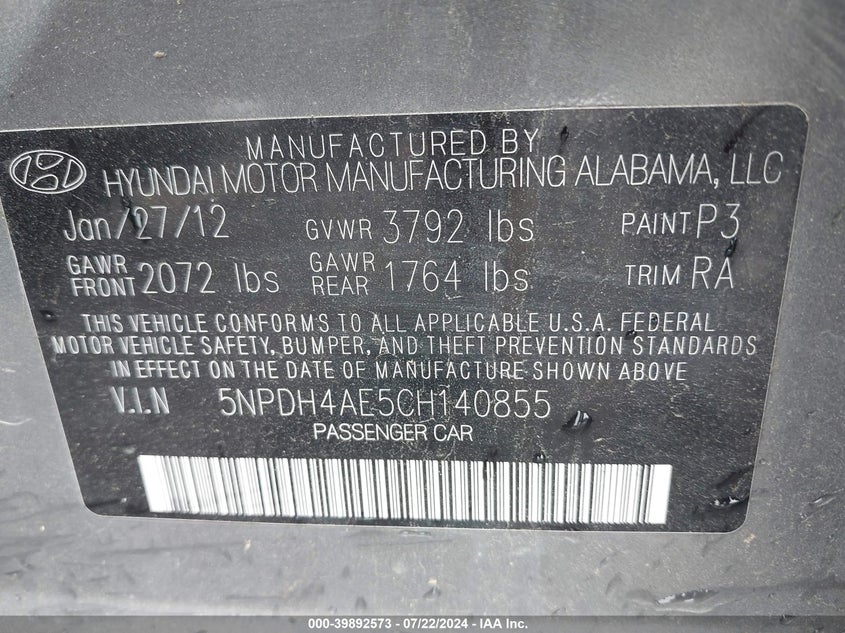 MANUFACTURED BY
HYUNDAI MOTOR MANUFACTURING ALABAMA, LLC
Jan/27/12 GVWR 3792 lbs PAINT P3
GAWR FRONT 2072 lbs GAWR REAR 1764 lbs TRIM RA
THIS VEHICLE CONFORMS TO ALL APPLICABLE U.S.A. FEDERAL
MOTOR VEHICLE SAFETY, BUMPER, AND THEFT PREVENTION STANDARDS
IN EFFECT ON THE DATE OF MANUFACTURE SHOWN ABOVE
V.I.N 5NPDH4AE5CH140855
PASSENGER CAR
000-39892573 - 07/22/2024 - IAA Inc.